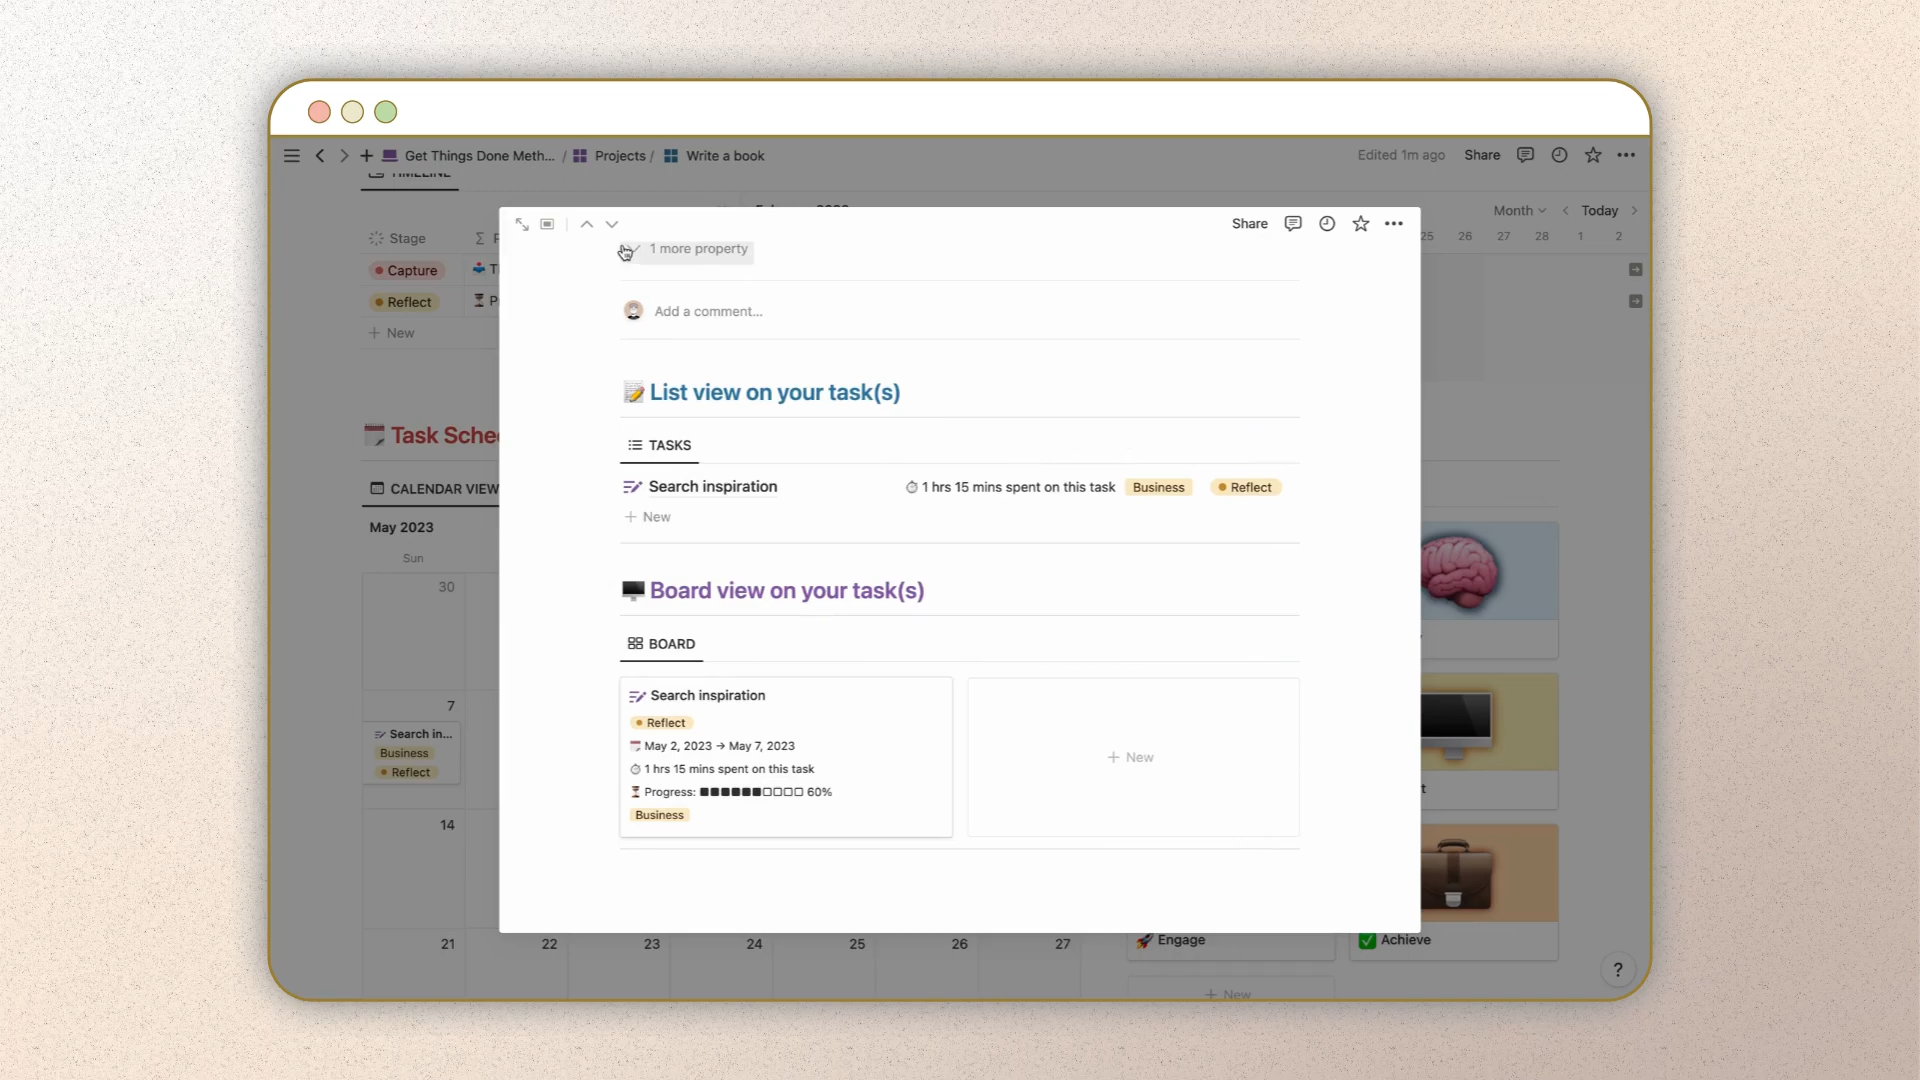 Get Things Done Meth... / Projects / Write a book
Edited 1m ago Share
TIMELINE
Month Today
Stage
25 26 27 28 1 2
Capture
Reflect
New
Share
1 more property
Add a comment...
List view on your task(s)
TASKS
Search inspiration 1 hrs 15 mins spent on this task Business Reflect
New
Board view on your task(s)
BOARD
Search inspiration
Reflect
May 2, 2023 → May 7, 2023
1 hrs 15 mins spent on this task
Progress: ■■■■■■□□□□ 60%
Business
New
CALENDAR VIEW
May 2023
Sun
30
7
Search in...
Business
Reflect
14
21 22 23 24 25 26 27
Engage
Achieve
New
?